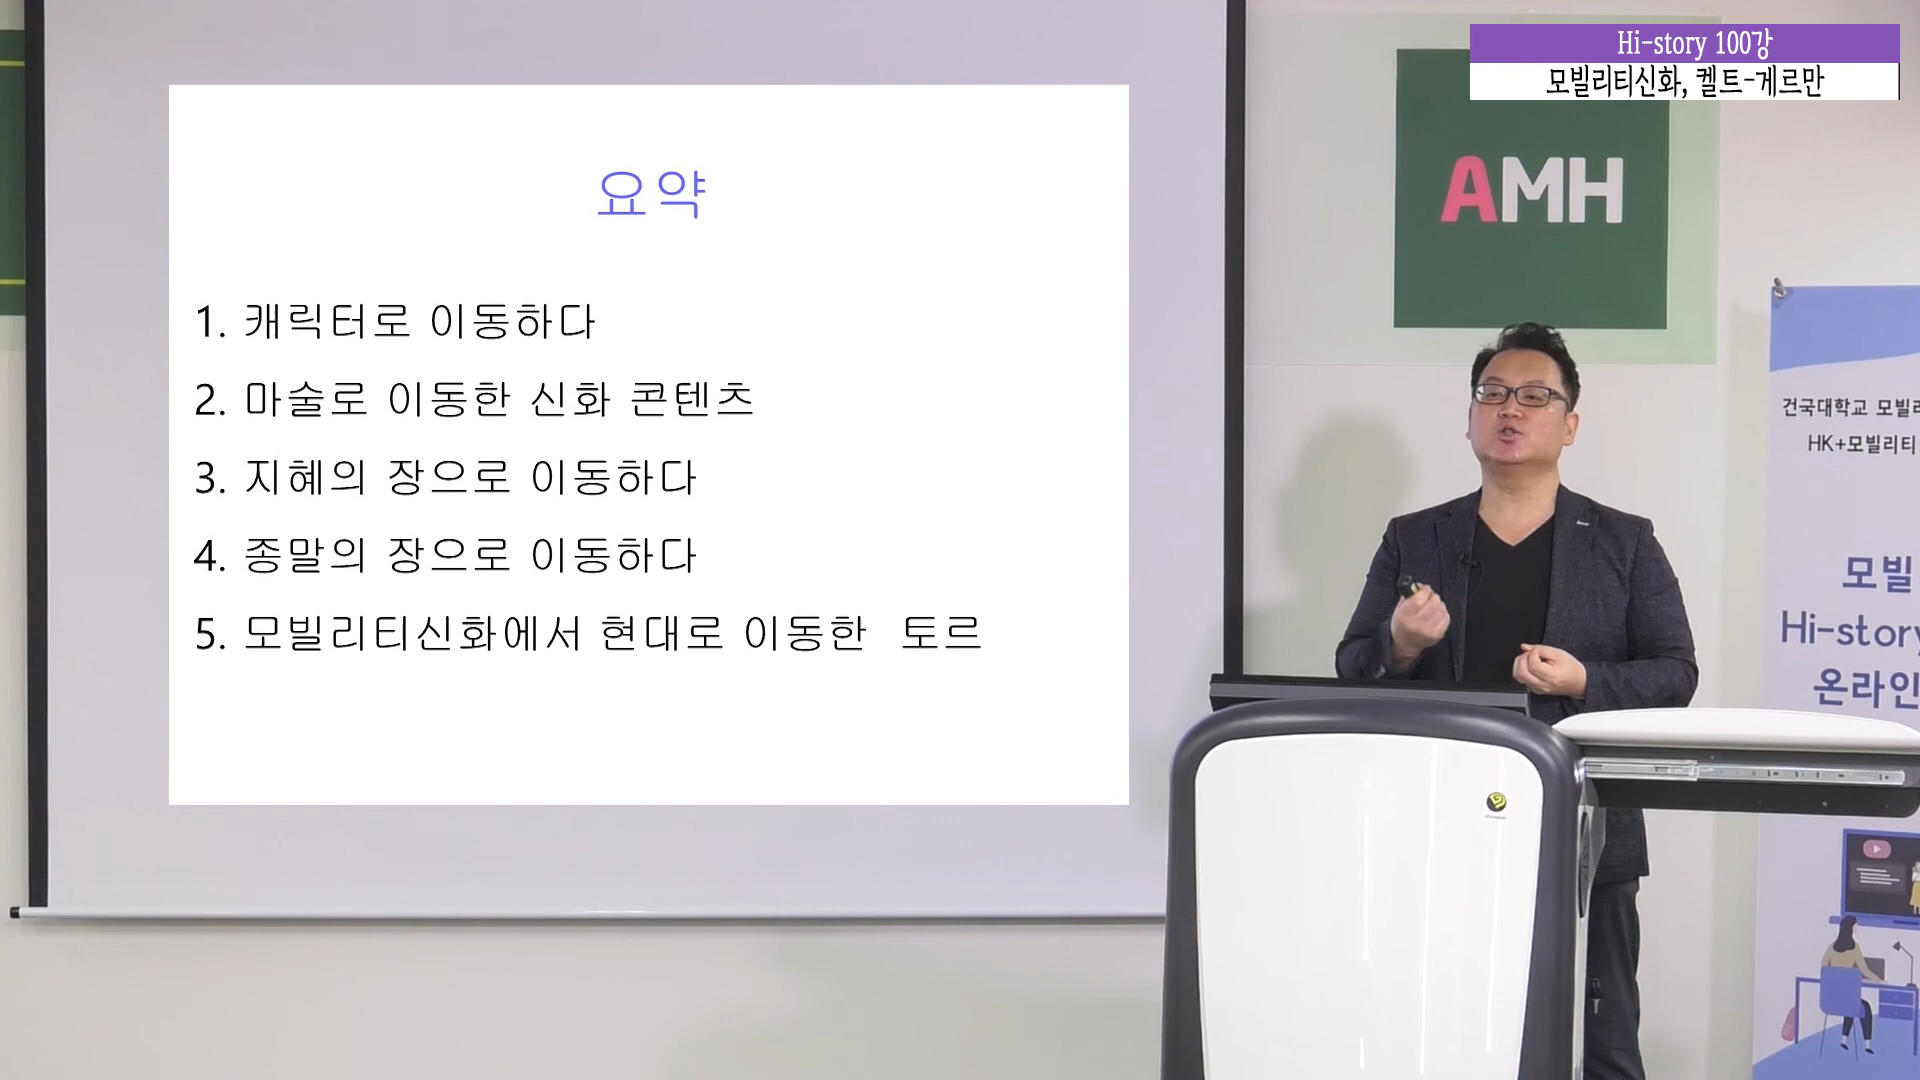 Hi-story 100강
모빌리티신화, 켈트-게르만
AMH
요약
1. 캐릭터로 이동하다
2. 마술로 이동한 신화 콘텐츠
3. 지혜의 장으로 이동하다
4. 종말의 장으로 이동하다
5. 모빌리티신화에서 현대로 이동한 토르
건국대학교 모빌리
HK+모빌리티
모빌
Hi-story
온라인